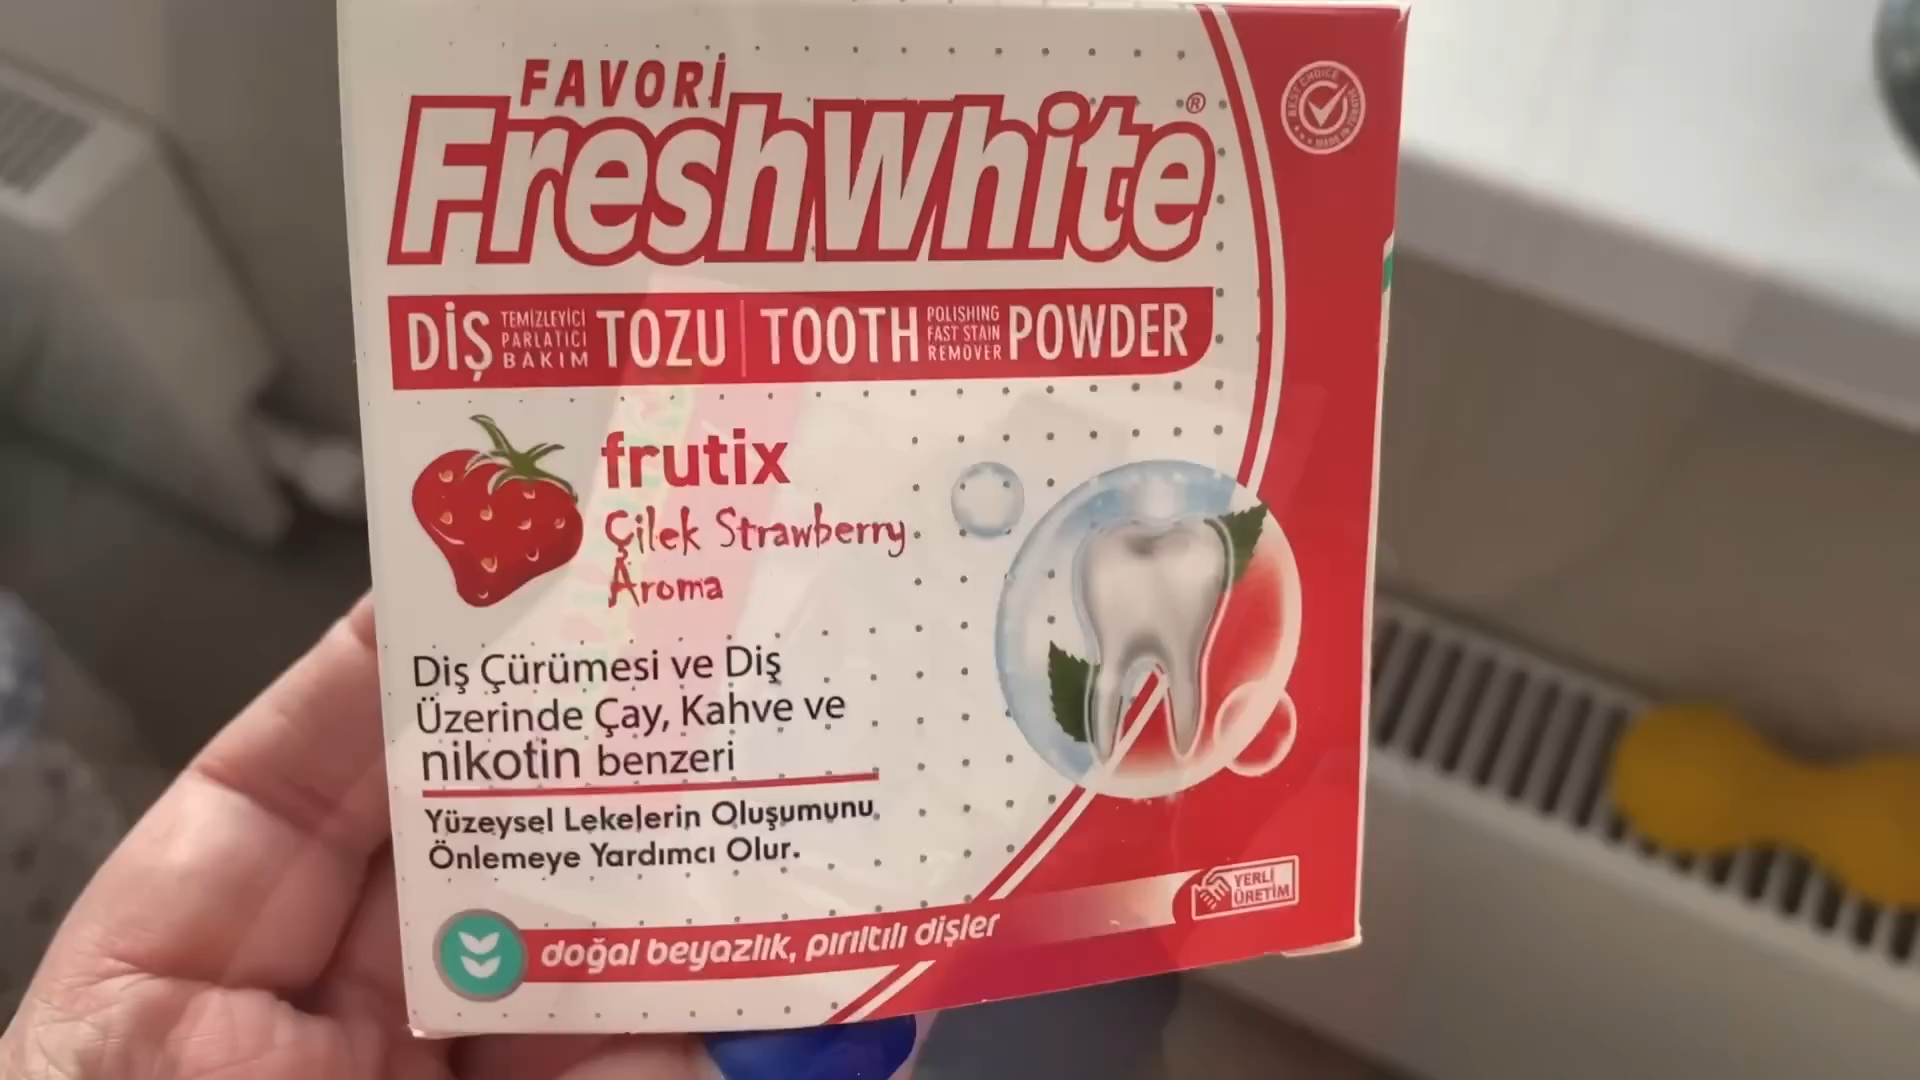 FAVORİ
FreshWhite®
DİŞ TEMİZLEYİCİ PARLATICI BAKIM TOZU | TOOTH POLISHING FAST STAIN REMOVER POWDER
frutix
Çilek Strawberry
Aroma
Diş Çürümesi ve Diş
Üzerinde Çay, Kahve ve
nikotin benzeri
Yüzeysel Lekelerin Oluşumunu
Önlemeye Yardımcı Olur.
doğal beyazlık, pırıltılı dişler
YERLİ
ÜRETİM
BEST CHOICE